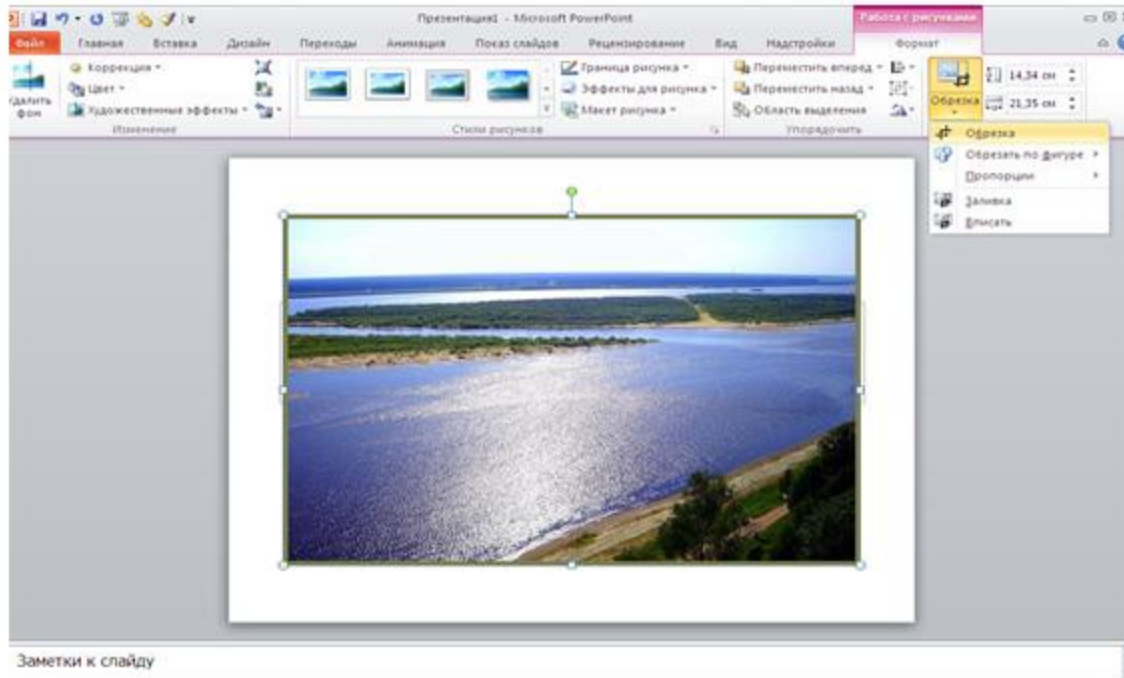 Презентация1 - Microsoft PowerPoint
Работа с рисунками
Файл Главная Вставка Дизайн Переходы Анимация Показ слайдов Рецензирование Вид Надстройки Формат
Удалить фон
Коррекция
Цвет
Художественные эффекты
Изменение
Стили рисунков
Граница рисунка
Эффекты для рисунка
Макет рисунка
Переместить вперед
Переместить назад
Область выделения
Упорядочить
Обрезка
14,34 см
21,35 см
Обрезка
Обрезать по фигуре
Пропорции
Заливка
Вписать
Заметки к слайду